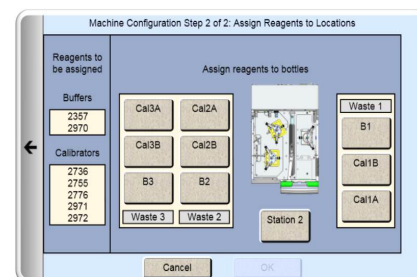 Machine Configuration Step 2 of 2: Assign Reagents to Locations
Reagents to
be assigned
Buffers
2357
2970
Calibrators
2736
2755
2776
2971
2972
Assign reagents to bottles
Cal3A
Cal2A
Cal3B
Cal2B
B3
B2
Waste 3
Waste 2
Station 2
Waste 1
B1
Cal1B
Cal1A
Cancel
OK